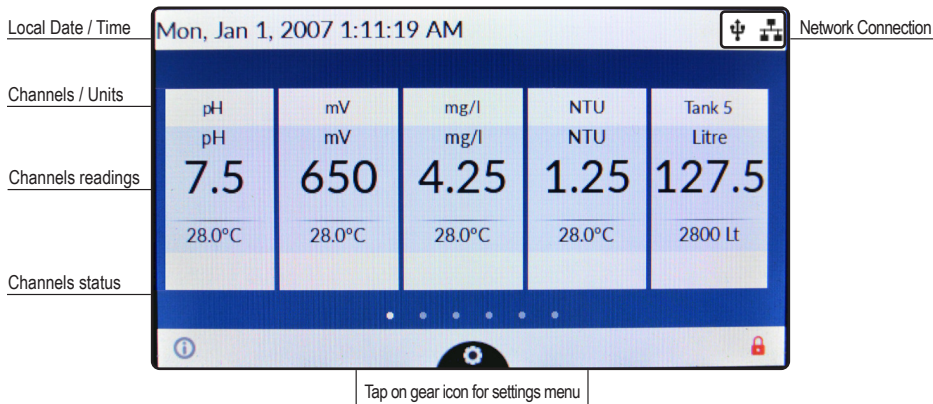 Local Date / Time
Mon, Jan 1, 2007 1:11:19 AM
Network Connection
Channels / Units
pH mV mg/l NTU Tank 5
pH mV mg/l NTU Litre
Channels readings
7.5 650 4.25 1.25 127.5
28.0°C 28.0°C 28.0°C 28.0°C 2800 Lt
Channels status
Tap on gear icon for settings menu